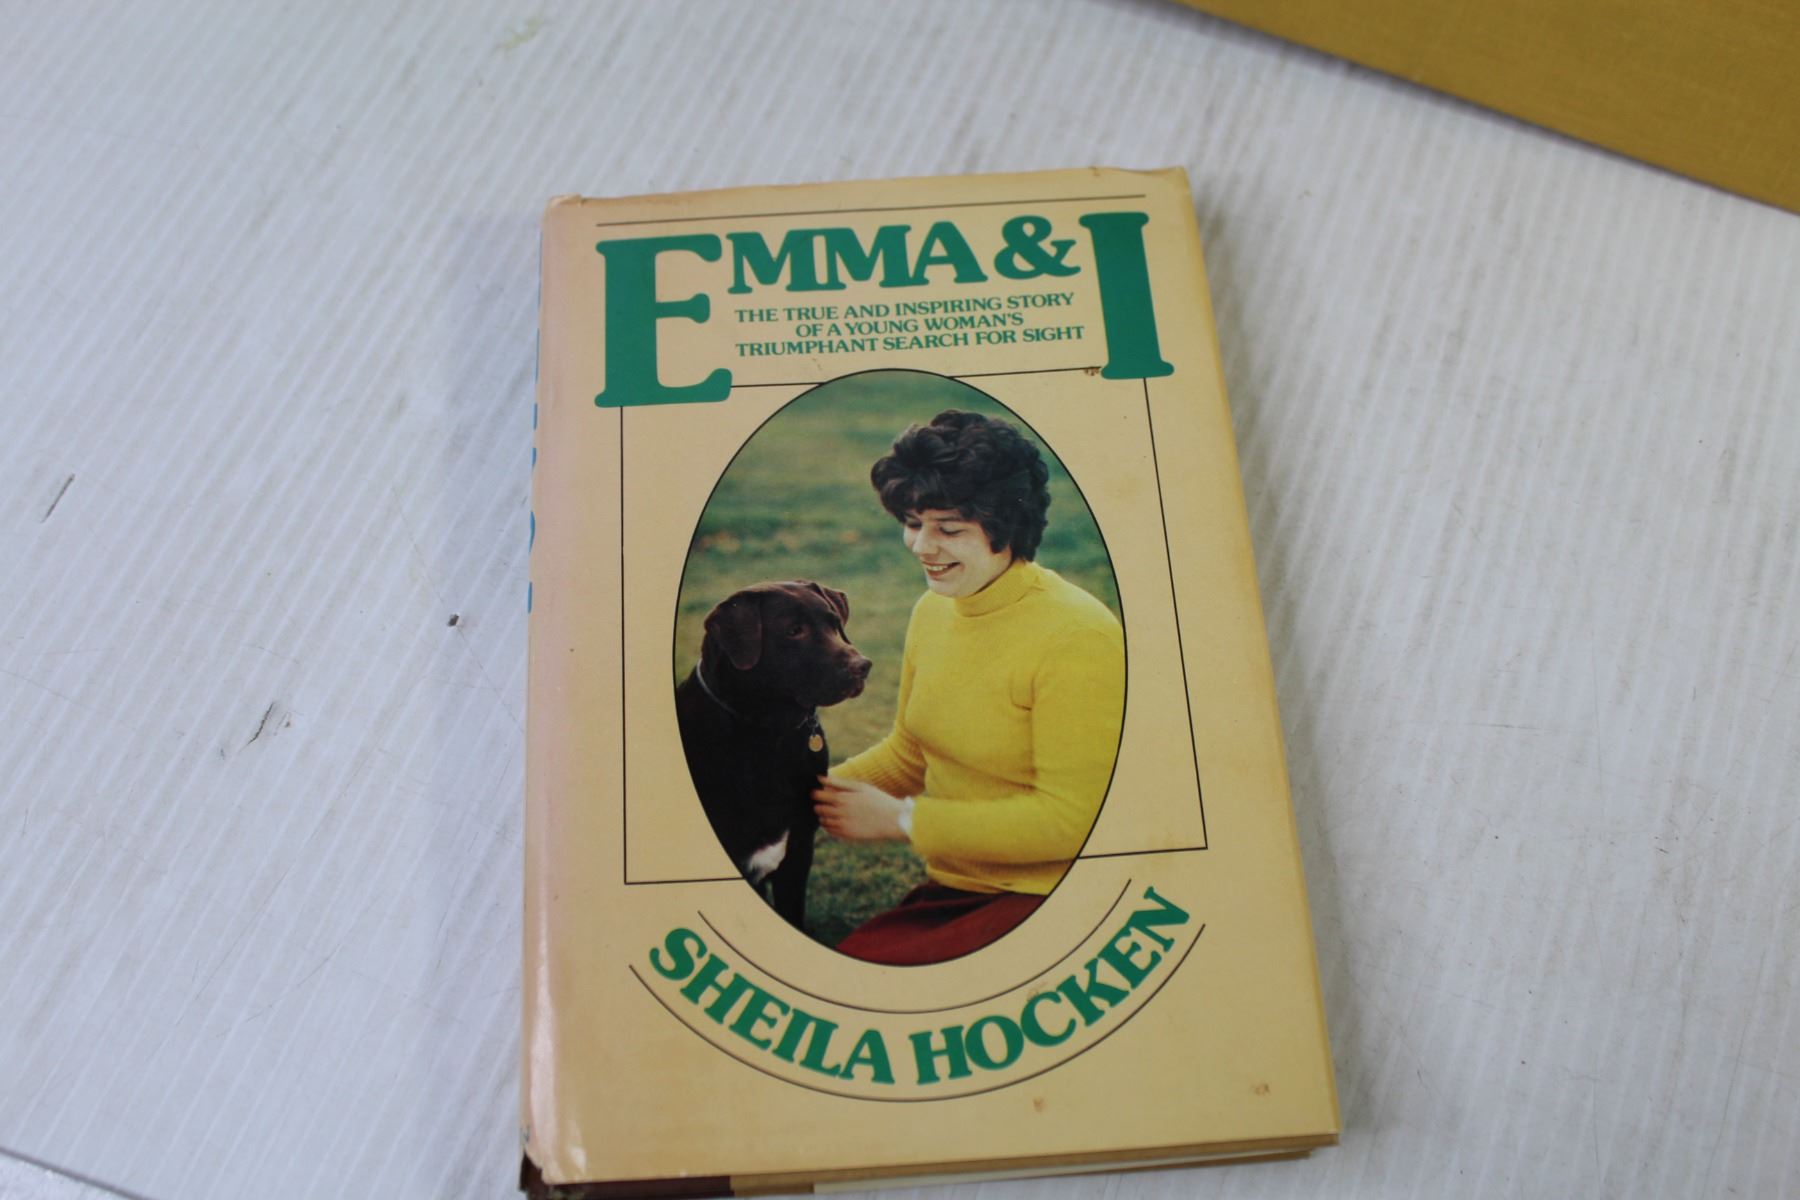 EMMA & I
THE TRUE AND INSPIRING STORY
OF A YOUNG WOMAN'S
TRIUMPHANT SEARCH FOR SIGHT
SHEILA HOCKEN